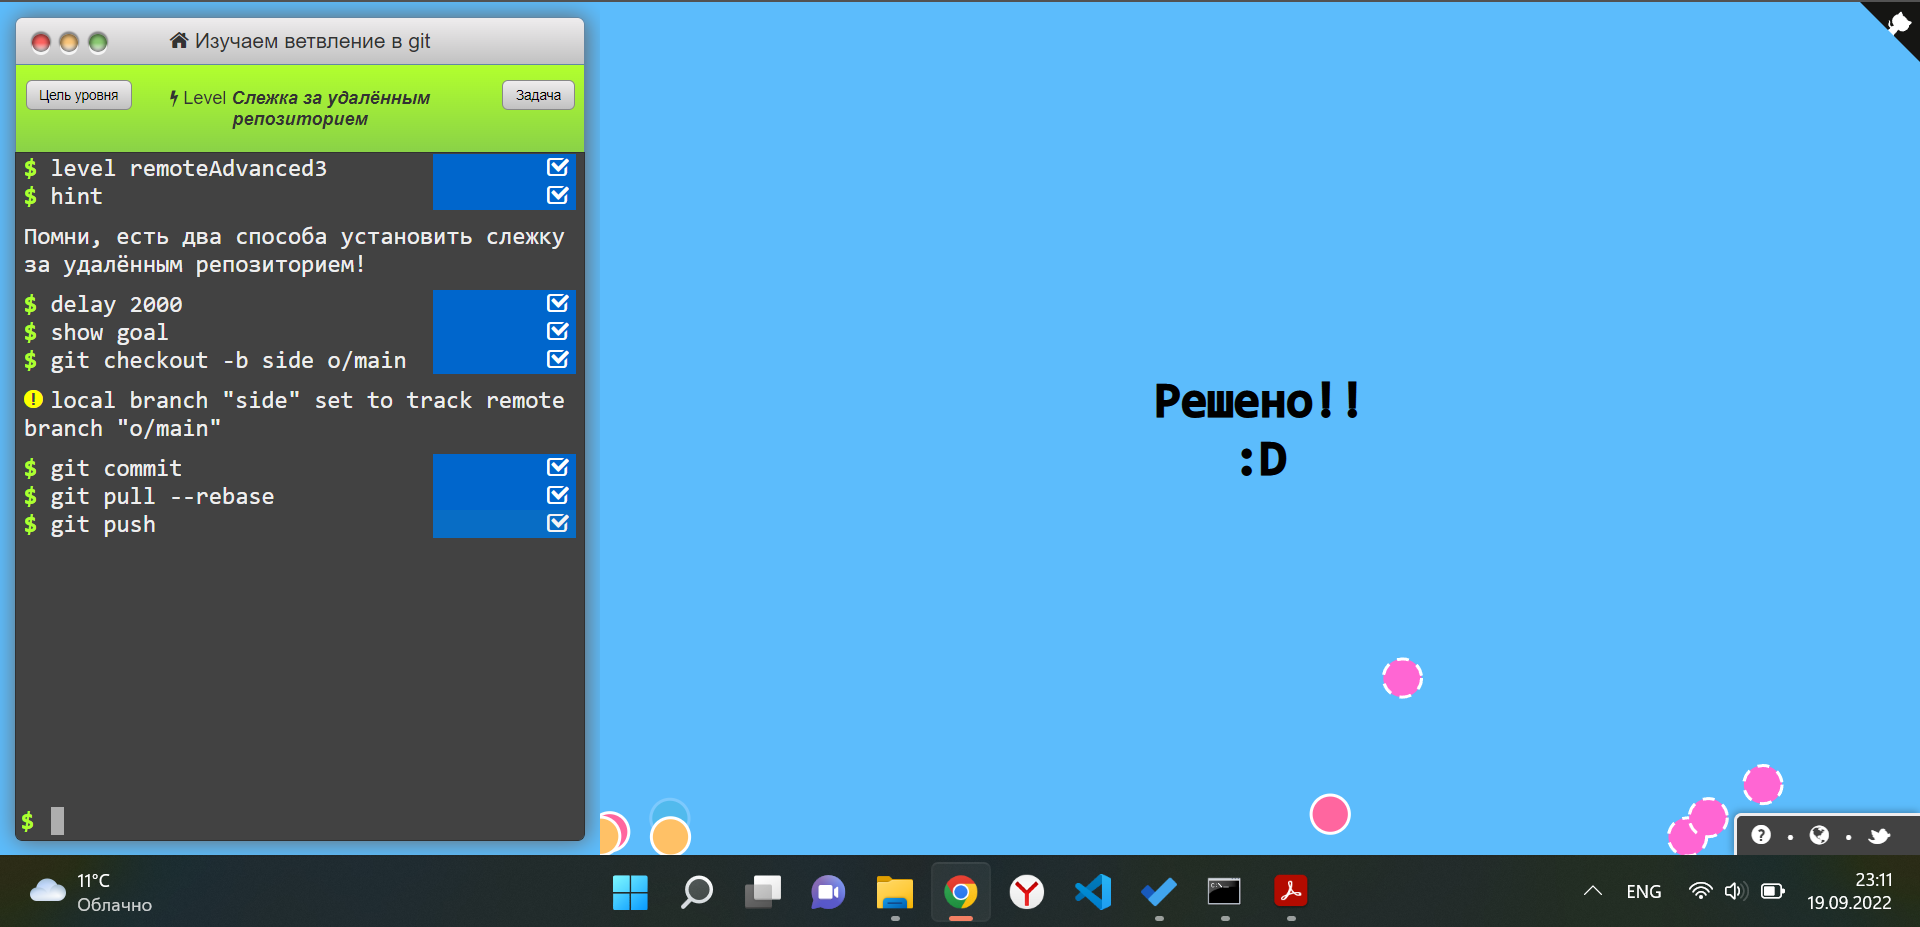 Изучаем ветвление в git
Цель уровня
Level Слежка за удалённым
репозиторием
Задача
$ level remoteAdvanced3
$ hint
Помни, есть два способа установить слежку
за удалённым репозиторием!
$ delay 2000
$ show goal
$ git checkout -b side o/main
local branch "side" set to track remote
branch "o/main"
$ git commit
$ git pull --rebase
$ git push
$
Решено!!
:D
11°C
Облачно
ENG
23:11
19.09.2022